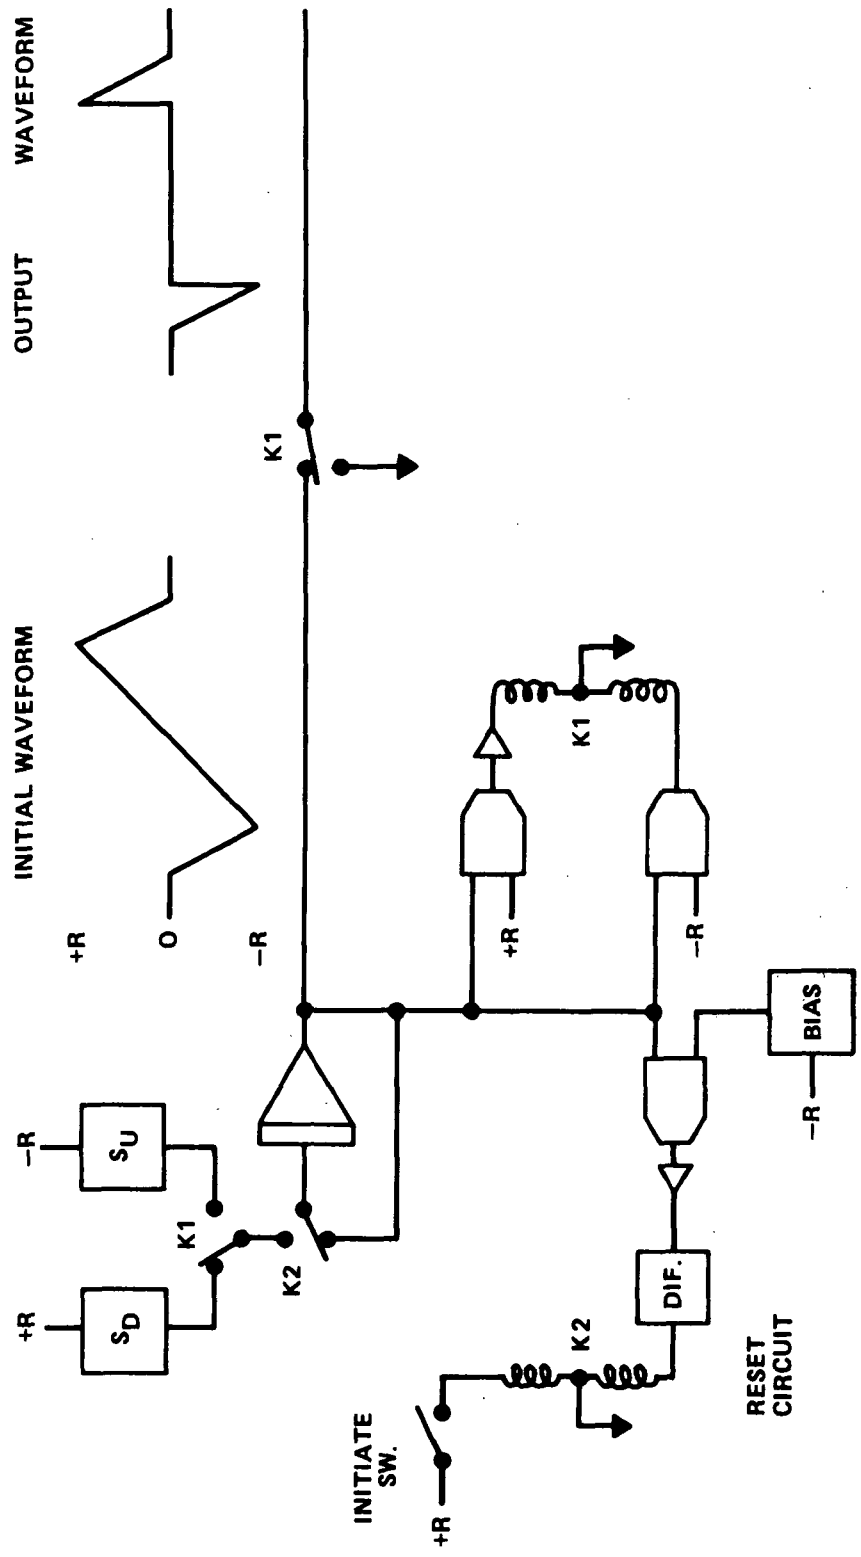 INITIAL WAVEFORM
OUTPUT WAVEFORM
+R
−R
+R
O
−R
SD
SU
K1
K2
K1
INITIATE
SW.
+R
+R
K1
K2
−R
DIF.
RESET
CIRCUIT
−R
BIAS